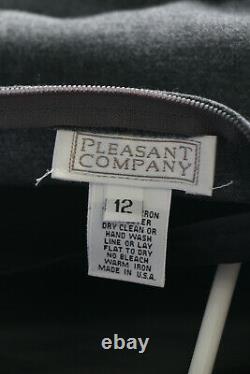 PLEASANT
COMPANY
12
DRY CLEAN OR
HAND WASH
LINE OR LAY
FLAT TO DRY
NO BLEACH
WARM IRON
MADE IN U.S.A.